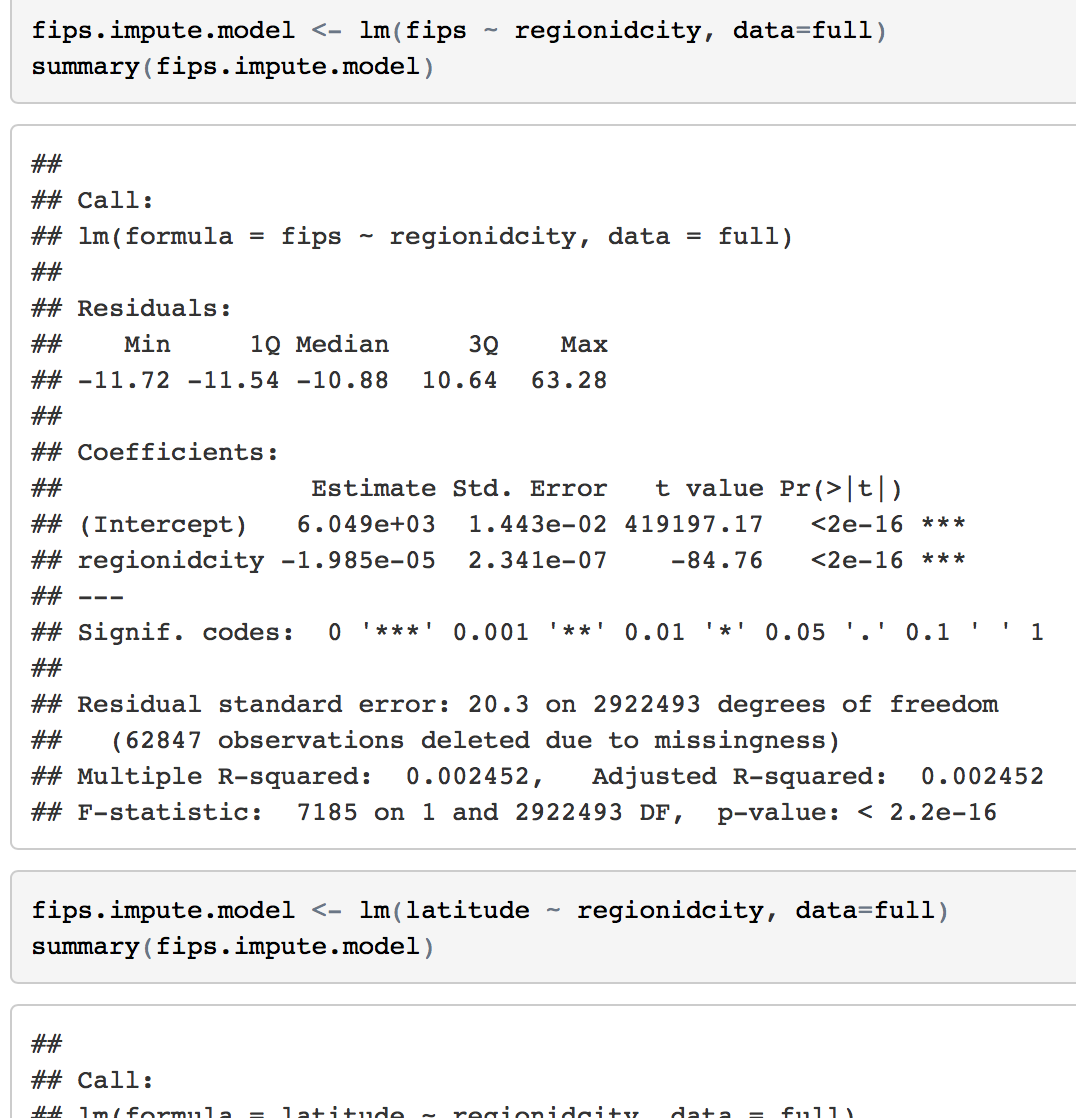 fips.impute.model <- lm(fips ~ regionidcity, data=full)
summary(fips.impute.model)
##
## Call:
## lm(formula = fips ~ regionidcity, data = full)
##
## Residuals:
##    Min     1Q Median     3Q    Max
## -11.72 -11.54 -10.88  10.64  63.28
##
## Coefficients:
##                Estimate Std. Error   t value Pr(>|t|)
## (Intercept)   6.049e+03  1.443e-02 419197.17   <2e-16 ***
## regionidcity -1.985e-05  2.341e-07    -84.76   <2e-16 ***
## ---
## Signif. codes:  0 '***' 0.001 '**' 0.01 '*' 0.05 '.' 0.1 ' ' 1
##
## Residual standard error: 20.3 on 2922493 degrees of freedom
##   (62847 observations deleted due to missingness)
## Multiple R-squared:  0.002452,   Adjusted R-squared:  0.002452
## F-statistic:  7185 on 1 and 2922493 DF,  p-value: < 2.2e-16
fips.impute.model <- lm(latitude ~ regionidcity, data=full)
summary(fips.impute.model)
##
## Call:
## lm(formula = latitude ~ regionidcity, data = full)